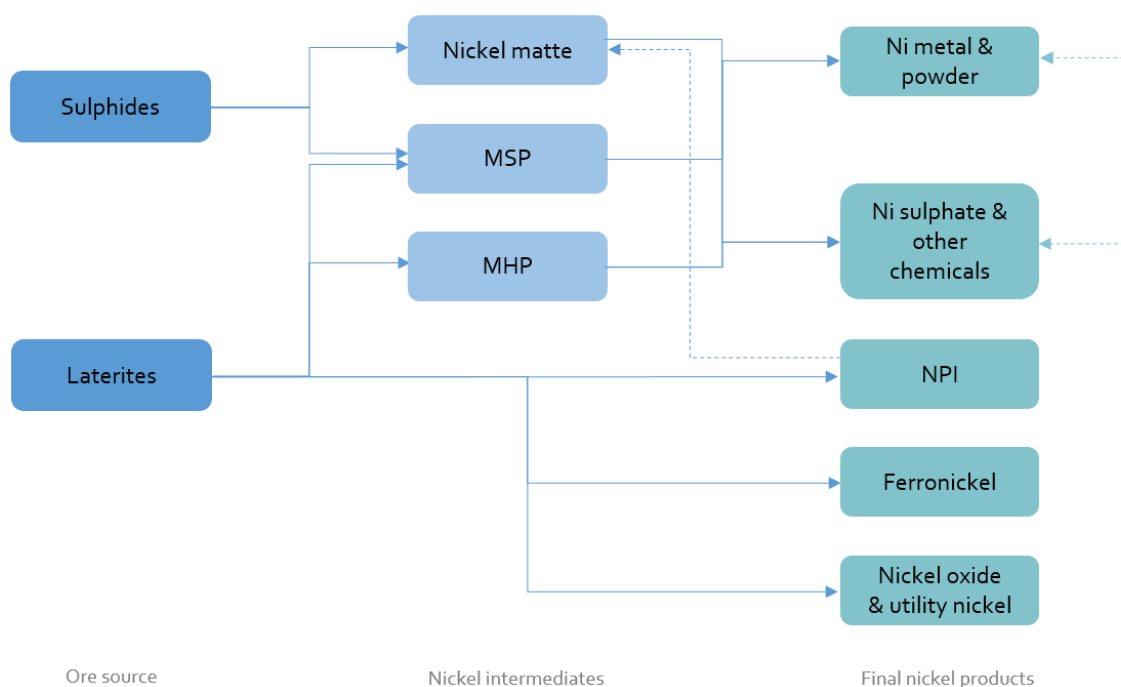 Sulphides
Laterites
Nickel matte
MSP
MHP
Ni metal &
powder
Ni sulphate &
other
chemicals
NPI
Ferronickel
Nickel oxide
& utility nickel
Ore source
Nickel intermediates
Final nickel products